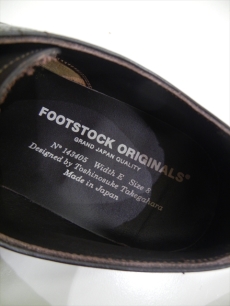 FOOTSTOCK ORIGINALS®
GRAND JAPAN QUALITY
No 143405 Width E Size 8
Designed by Toshinosuke Takegahara
Made in Japan